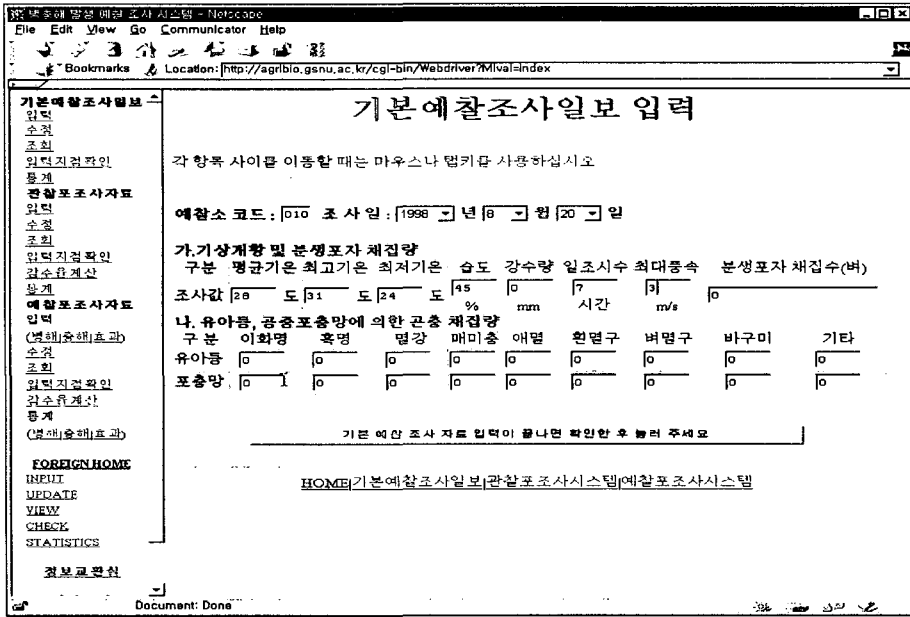 병충해 발생 예찰 조사 시스템 - Netscape
File Edit View Go Communicator Help
Bookmarks Location: http://agribio.gsnu.ac.kr/cgi-bin/Webdriver?MIval=index
기본예찰조사일보
입력
수정
조회
입력지점확인
통계
관찰포조사자료
입력
수정
조회
입력지점확인
감수율계산
통계
예찰포조사자료
입력
(병해|충해|효과)
수정
조회
입력지점확인
감수율계산
통계
(병해|충해|효과)
FOREIGN HOME
INPUT
UPDATE
VIEW
CHECK
STATISTICS
정보교환실
기본예찰조사일보 입력
각 항목 사이를 이동할 때는 마우스나 탭키를 사용하십시오
예찰소 코드 : 010 조 사 일 : 1998 년 8 월 20 일
가.기상개황 및 분생포자 채집량
구분 평균기온 최고기온 최저기온 습도 강수량 일조시수 최대풍속 분생포자 채집수(벼)
조사값 28 도 31 도 24 도 45 % 0 mm 7 시간 3 m/s 0
나. 유아등, 공중포충망에 의한 곤충 채집량
구 분 이화명 혹명 멸강 매미충 애멸 흰멸구 벼멸구 바구미 기타
유아등 0 0 0 0 0 0 0 0 0
포충망 0 0 0 0 0 0 0 0 0
기본 예찰 조사 자료 입력이 끝나면 확인한 후 눌러 주세요
HOME|기본예찰조사일보|관찰포조사시스템|예찰포조사시스템
Document: Done